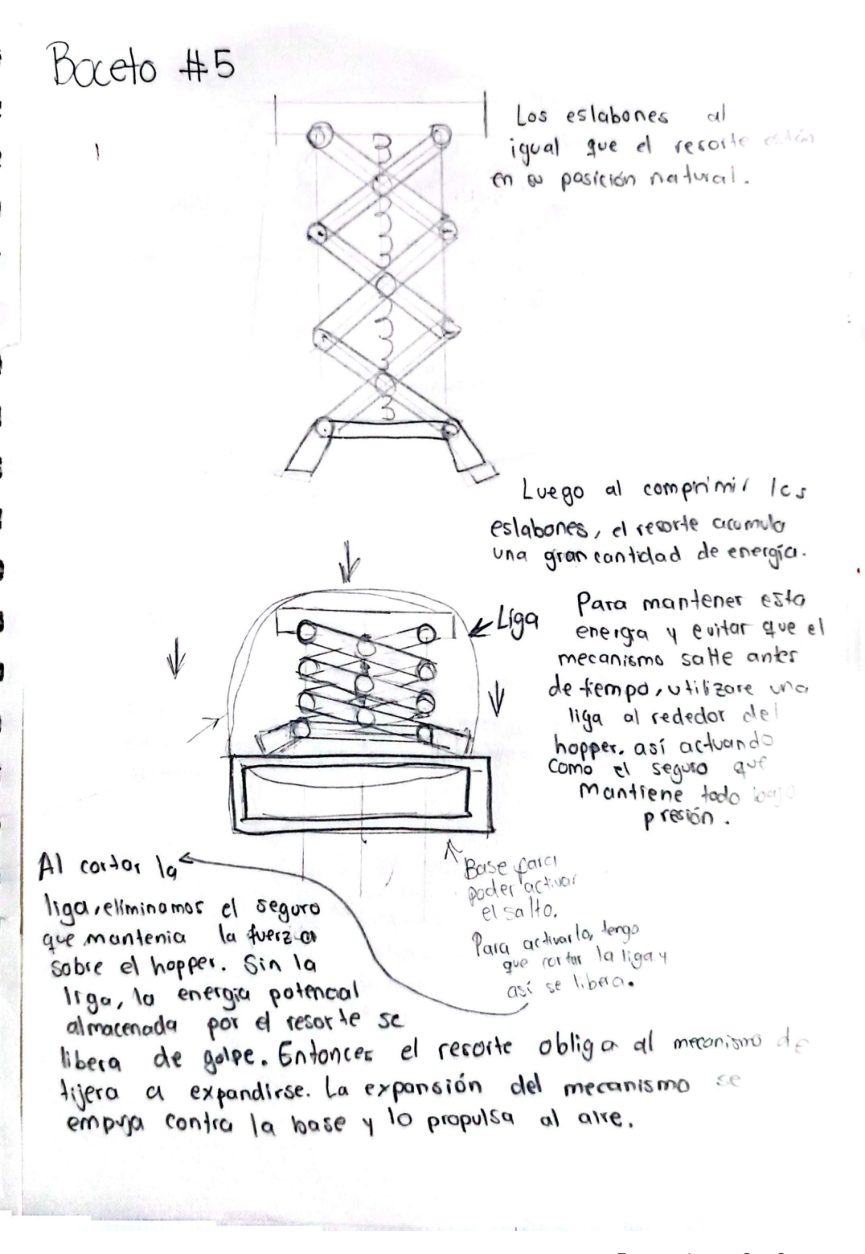 Boceto #5
Los eslabones al
igual que el resorte están
en su posición natural.
Luego al comprimir los
eslabones, el resorte acumula
una gran cantidad de energía.
Liga
Para mantener esta
energia y evitar que el
mecanismo salte antes
de tiempo, utilizare una
liga al rededor del
hopper. así actuando
como el seguro que
mantiene todo bajo
presión.
Base para
poder activar
el salto.
Para activarlo, tengo
que cortar la liga y
así se libera.
Al cortar la
liga, eliminamos el seguro
que mantenia la fuerza
sobre el hopper. Sin la
liga, la energia potencial
almacenada por el resorte se
libera de golpe. Entonces el resorte obliga al mecanismo de
tijera a expandirse. La expansión del mecanismo se
empuja contra la base y lo propulsa al aire.